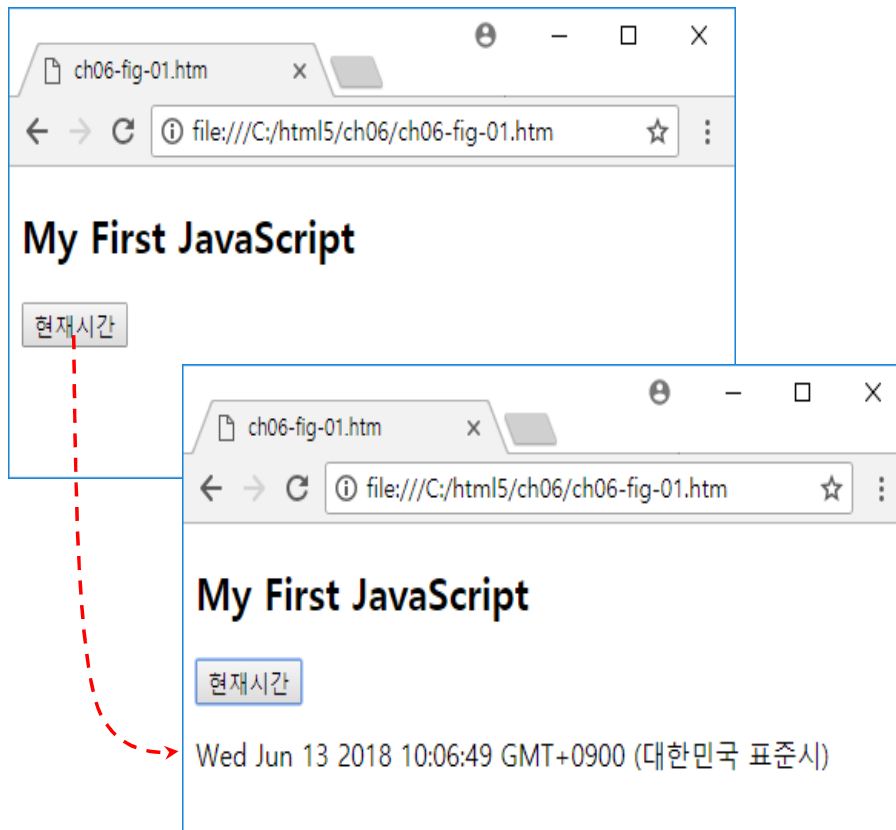 ch06-fig-01.htm
file:///C:/html5/ch06/ch06-fig-01.htm
My First JavaScript
현재시간
ch06-fig-01.htm
file:///C:/html5/ch06/ch06-fig-01.htm
My First JavaScript
현재시간
Wed Jun 13 2018 10:06:49 GMT+0900 (대한민국 표준시)